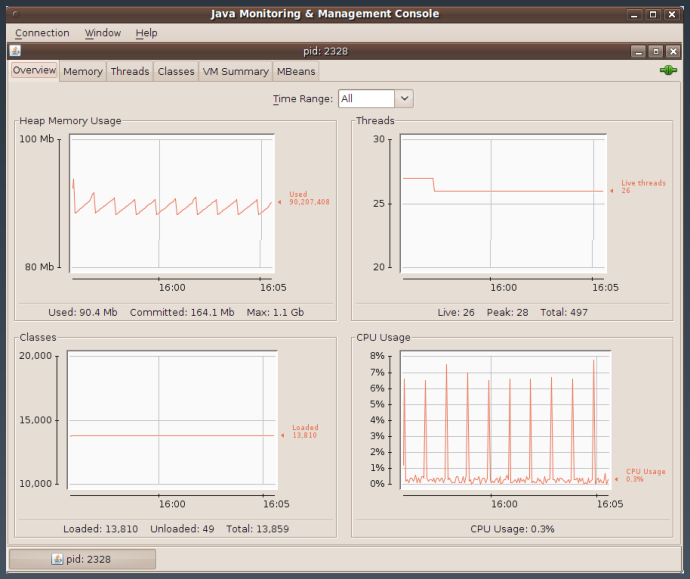 Java Monitoring & Management Console
Connection Window Help
pid: 2328
Overview Memory Threads Classes VM Summary MBeans
Time Range: All
Heap Memory Usage
100 Mb
80 Mb
Used
90,207,408
16:00 16:05
Used: 90.4 Mb Committed: 164.1 Mb Max: 1.1 Gb
Threads
30
25
20
Live threads
26
16:00 16:05
Live: 26 Peak: 28 Total: 497
Classes
20,000
15,000
10,000
Loaded
13,810
16:00 16:05
Loaded: 13,810 Unloaded: 49 Total: 13,859
CPU Usage
8%
7%
6%
5%
4%
3%
2%
1%
0%
CPU Usage
0.3%
16:00 16:05
CPU Usage: 0.3%
pid: 2328